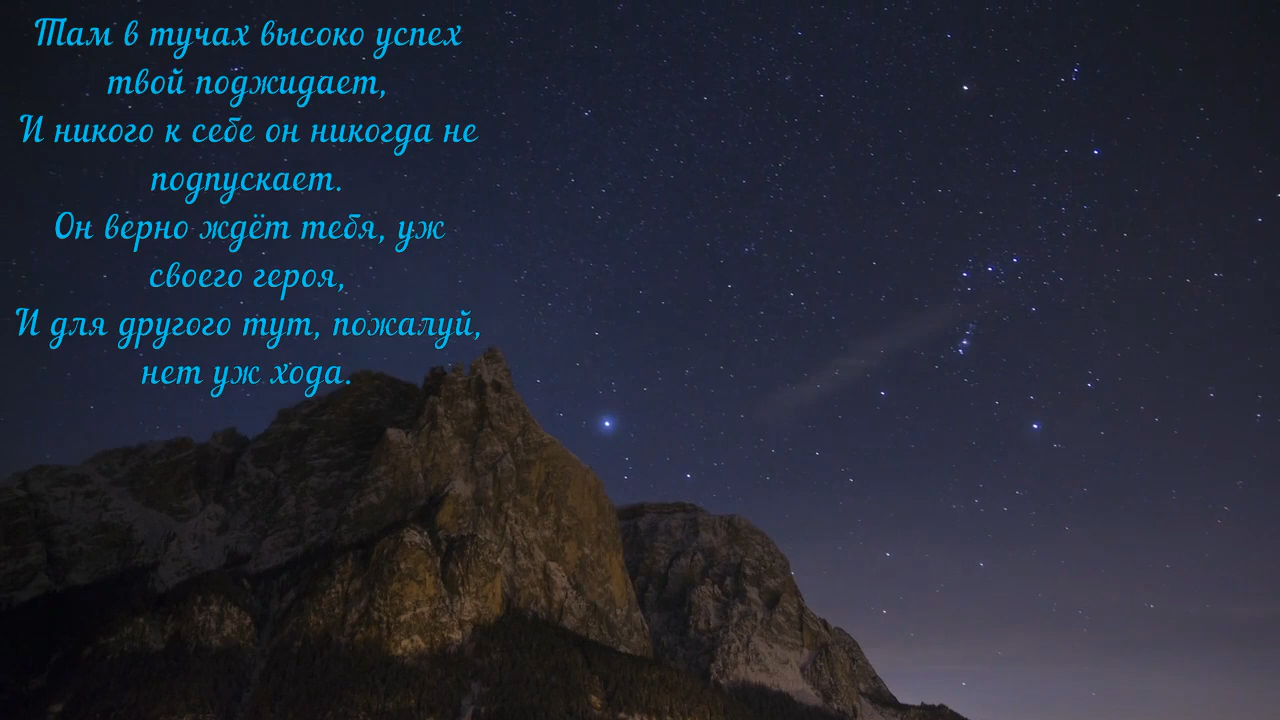 Там в тучах высоко успех
твой поджидает,
И никого к себе он никогда не
подпускает.
Он верно ждёт тебя, уж
своего героя,
И для другого тут, пожалуй,
нет уж хода.